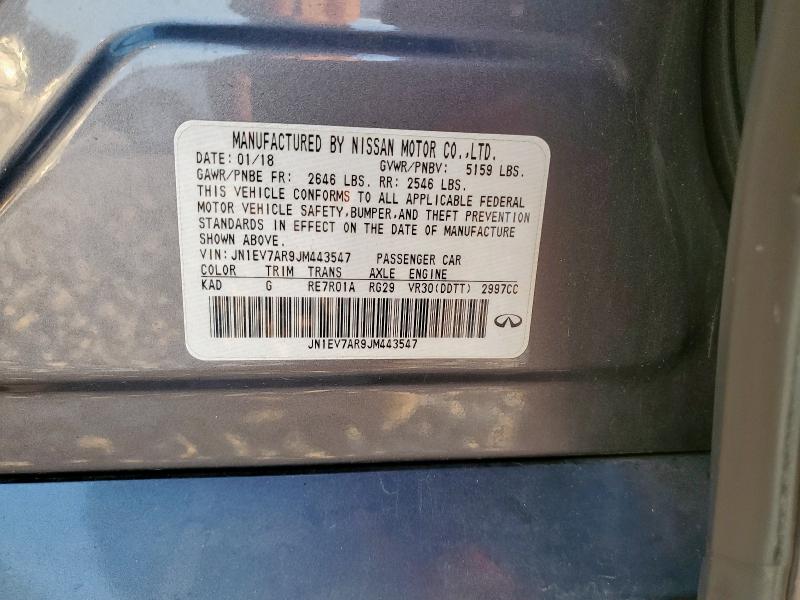 MANUFACTURED BY NISSAN MOTOR CO.,LTD.
DATE: 01/18 GVWR/PNBV: 5159 LBS.
GAWR/PNBE FR: 2646 LBS. RR: 2546 LBS.
THIS VEHICLE CONFORMS TO ALL APPLICABLE FEDERAL
MOTOR VEHICLE SAFETY,BUMPER,AND THEFT PREVENTION
STANDARDS IN EFFECT ON THE DATE OF MANUFACTURE
SHOWN ABOVE.
VIN: JN1EV7AR9JM443547 PASSENGER CAR
COLOR TRIM TRANS AXLE ENGINE
KAD G RE7R01A RG29 VR30(DDTT) 2997CC
JN1EV7AR9JM443547